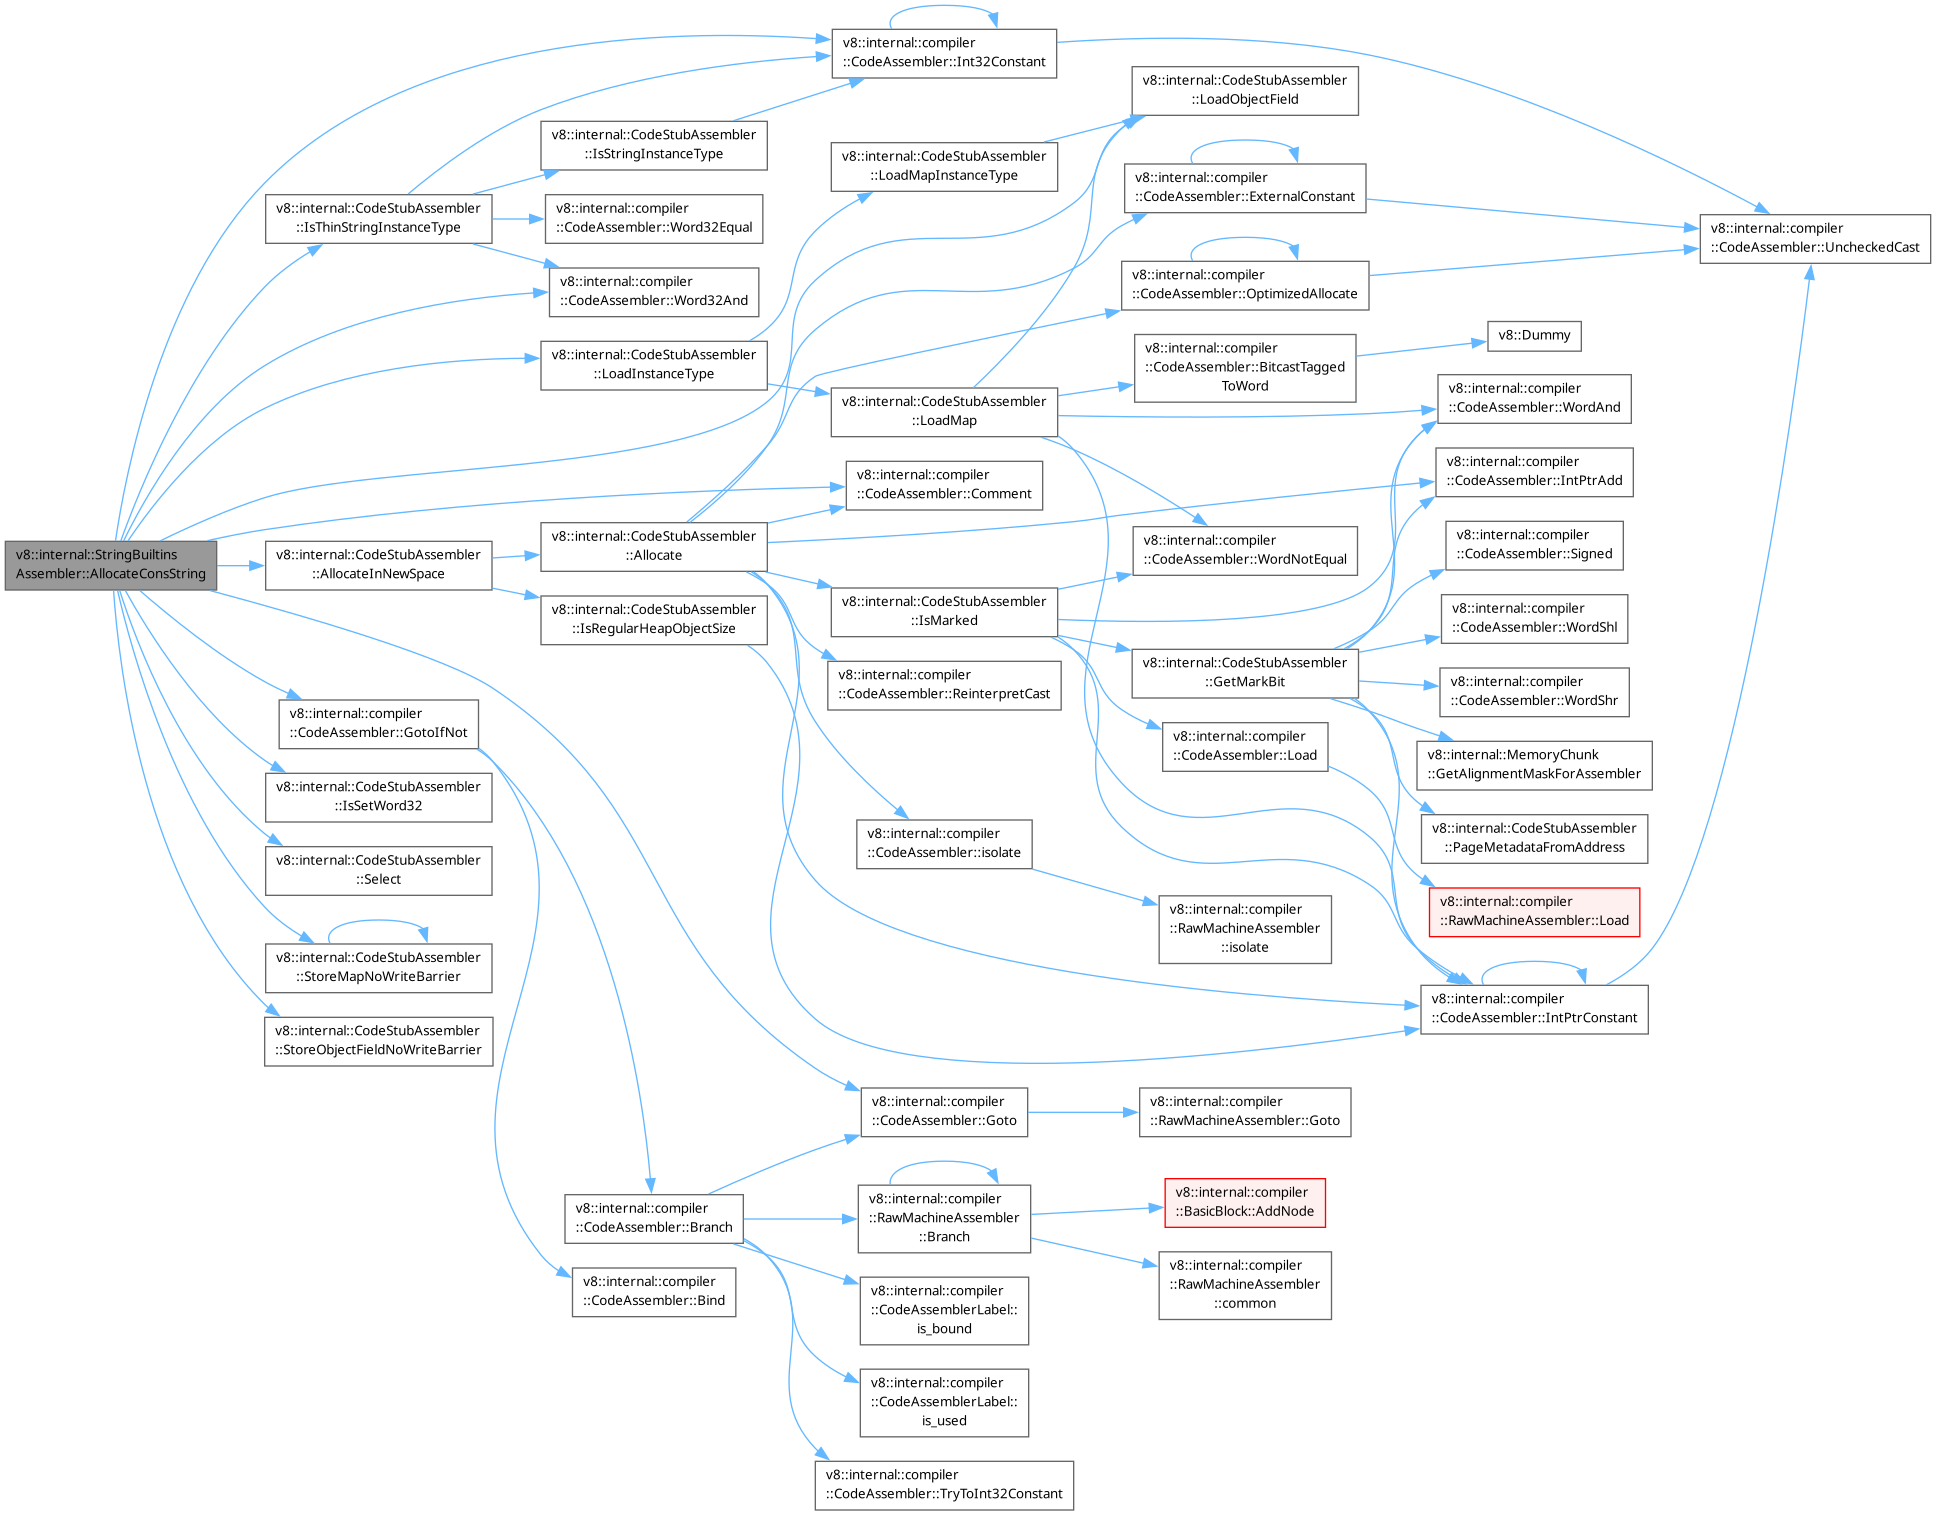 v8::internal::StringBuiltins
Assembler::AllocateConsString
v8::internal::compiler
::CodeAssembler::Int32Constant
v8::internal::CodeStubAssembler
::LoadObjectField
v8::internal::CodeStubAssembler
::IsStringInstanceType
v8::internal::CodeStubAssembler
::LoadMapInstanceType
v8::internal::compiler
::CodeAssembler::ExternalConstant
v8::internal::CodeStubAssembler
::IsThinStringInstanceType
v8::internal::compiler
::CodeAssembler::Word32Equal
v8::internal::compiler
::CodeAssembler::UncheckedCast
v8::internal::compiler
::CodeAssembler::OptimizedAllocate
v8::internal::compiler
::CodeAssembler::Word32And
v8::internal::CodeStubAssembler
::LoadInstanceType
v8::internal::compiler
::CodeAssembler::BitcastTagged
ToWord
v8::Dummy
v8::internal::CodeStubAssembler
::LoadMap
v8::internal::compiler
::CodeAssembler::WordAnd
v8::internal::compiler
::CodeAssembler::Comment
v8::internal::compiler
::CodeAssembler::IntPtrAdd
v8::internal::CodeStubAssembler
::AllocateInNewSpace
v8::internal::CodeStubAssembler
::Allocate
v8::internal::compiler
::CodeAssembler::WordNotEqual
v8::internal::compiler
::CodeAssembler::Signed
v8::internal::CodeStubAssembler
::IsRegularHeapObjectSize
v8::internal::CodeStubAssembler
::IsMarked
v8::internal::compiler
::CodeAssembler::WordShl
v8::internal::compiler
::CodeAssembler::ReinterpretCast
v8::internal::CodeStubAssembler
::GetMarkBit
v8::internal::compiler
::CodeAssembler::WordShr
v8::internal::compiler
::CodeAssembler::GotoIfNot
v8::internal::compiler
::CodeAssembler::Load
v8::internal::MemoryChunk
::GetAlignmentMaskForAssembler
v8::internal::CodeStubAssembler
::IsSetWord32
v8::internal::compiler
::CodeAssembler::isolate
v8::internal::CodeStubAssembler
::PageMetadataFromAddress
v8::internal::CodeStubAssembler
::Select
v8::internal::compiler
::RawMachineAssembler
::isolate
v8::internal::compiler
::RawMachineAssembler::Load
v8::internal::CodeStubAssembler
::StoreMapNoWriteBarrier
v8::internal::compiler
::CodeAssembler::IntPtrConstant
v8::internal::CodeStubAssembler
::StoreObjectFieldNoWriteBarrier
v8::internal::compiler
::CodeAssembler::Goto
v8::internal::compiler
::RawMachineAssembler::Goto
v8::internal::compiler
::CodeAssembler::Branch
v8::internal::compiler
::RawMachineAssembler
::Branch
v8::internal::compiler
::BasicBlock::AddNode
v8::internal::compiler
::CodeAssembler::Bind
v8::internal::compiler
::CodeAssemblerLabel::
is_bound
v8::internal::compiler
::RawMachineAssembler
::common
v8::internal::compiler
::CodeAssemblerLabel::
is_used
v8::internal::compiler
::CodeAssembler::TryToInt32Constant